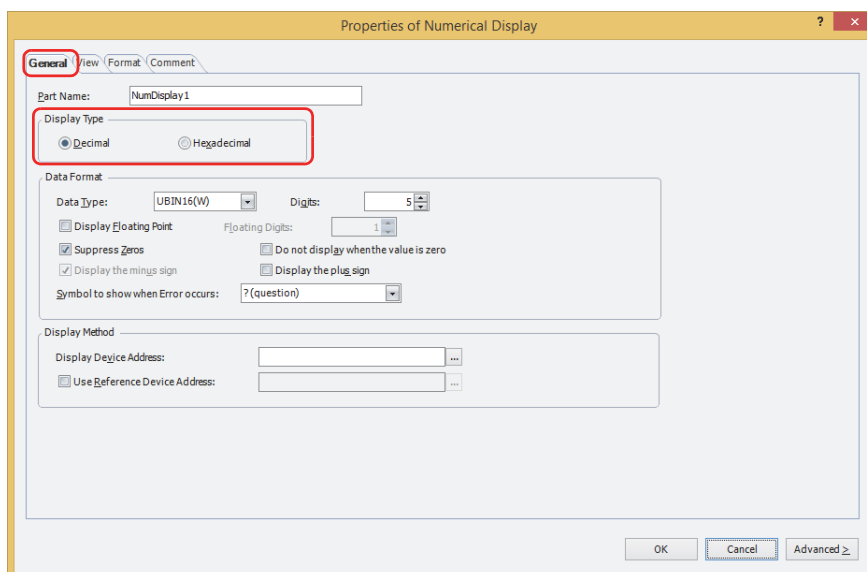 Properties of Numerical Display ? ×
General View Format Comment
Part Name: NumDisplay1
Display Type
Decimal Hexadecimal
Data Format
Data Type: UBIN16(W) Digits: 5
Display Floating Point Floating Digits: 1
Suppress Zeros Do not display when the value is zero
Display the minus sign Display the plus sign
Symbol to show when Error occurs: ? (question)
Display Method
Display Device Address: ...
Use Reference Device Address: ...
OK Cancel Advanced >